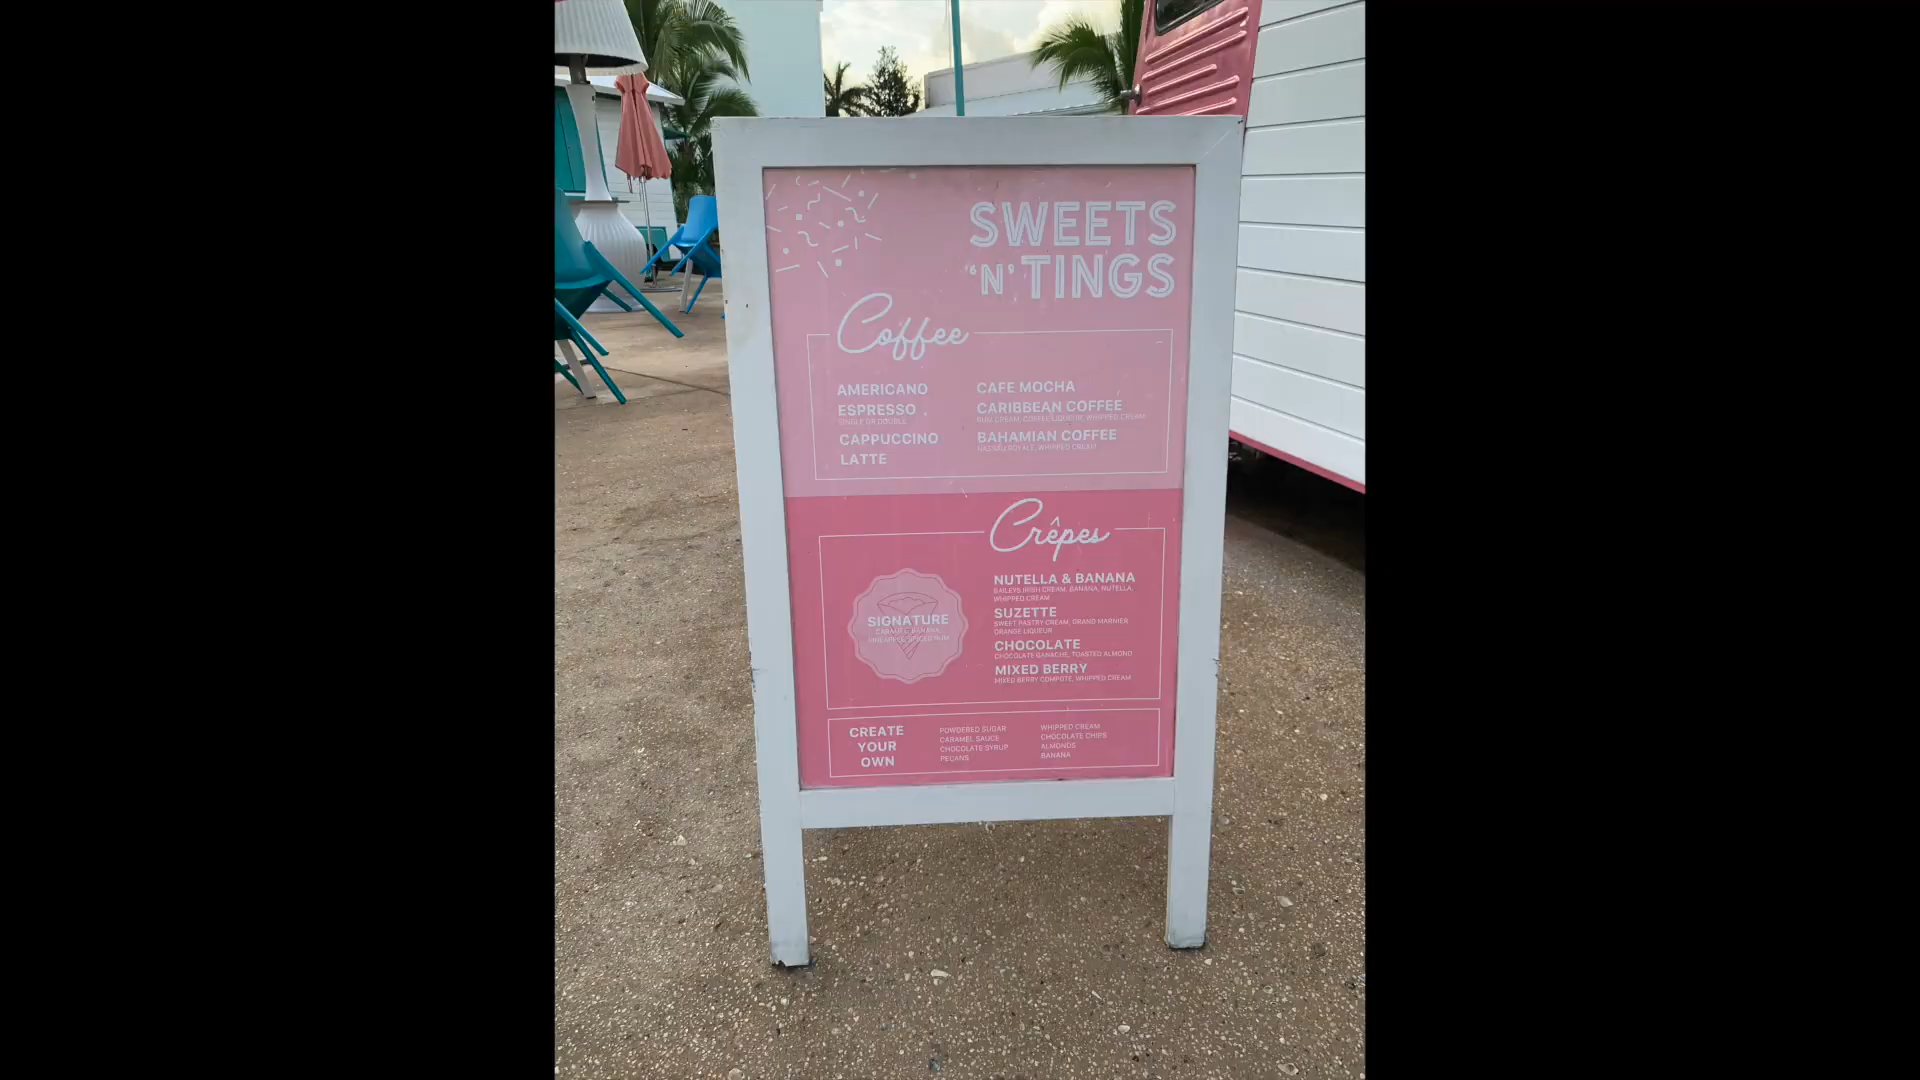 SWEETS
'N' TINGS
Coffee
AMERICANO
ESPRESSO
SINGLE OR DOUBLE
CAPPUCCINO
LATTE
CAFE MOCHA
CARIBBEAN COFFEE
RUM CREAM, COFFEE LIQUEUR, WHIPPED CREAM
BAHAMIAN COFFEE
NASSAU ROYALE, WHIPPED CREAM
Crêpes
SIGNATURE
CARAMEL, BANANA,
PINEAPPLE, SPICED RUM
NUTELLA & BANANA
BAILEYS IRISH CREAM, BANANA, NUTELLA,
WHIPPED CREAM
SUZETTE
SWEET PASTRY CREAM, GRAND MARNIER
ORANGE LIQUEUR
CHOCOLATE
CHOCOLATE GANACHE, TOASTED ALMOND
MIXED BERRY
MIXED BERRY COMPOTE, WHIPPED CREAM
CREATE
YOUR
OWN
POWDERED SUGAR
CARAMEL SAUCE
CHOCOLATE SYRUP
PECANS
WHIPPED CREAM
CHOCOLATE CHIPS
ALMONDS
BANANA